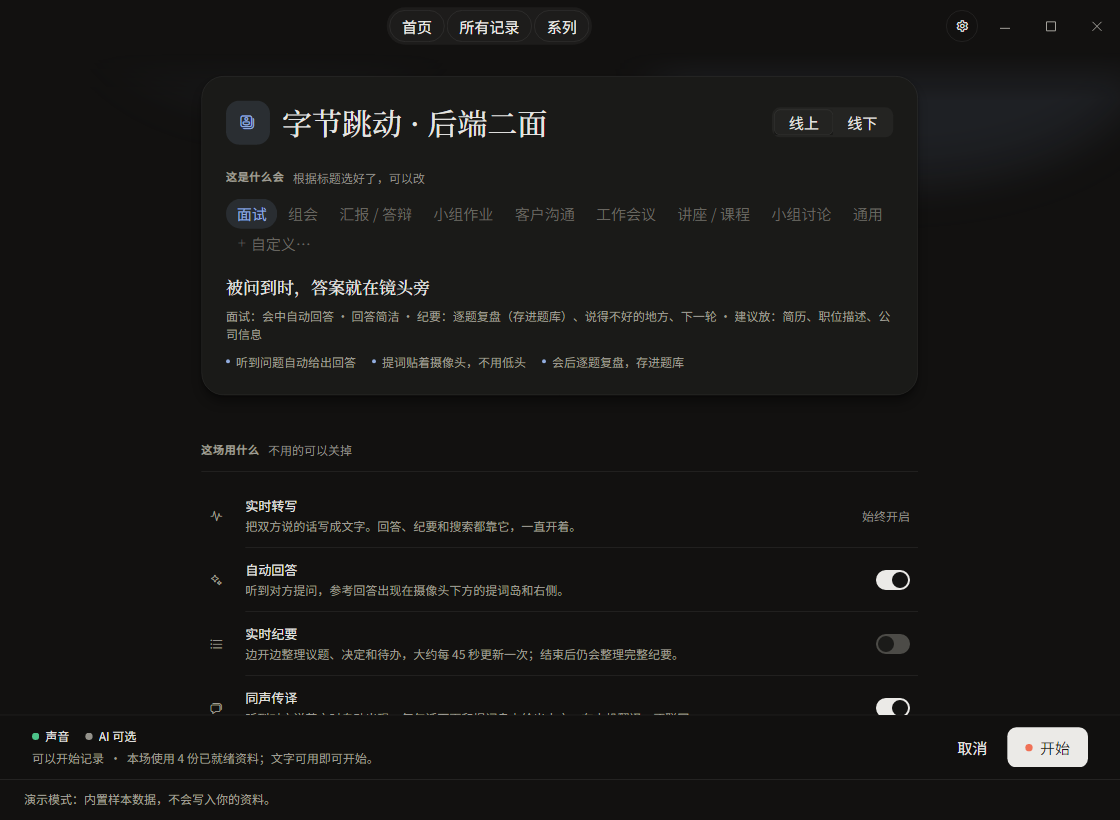 首页 所有记录 系列
字节跳动 · 后端二面
线上 线下
这是什么会 根据标题选好了，可以改
面试 组会 汇报 / 答辩 小组作业 客户沟通 工作会议 讲座 / 课程 小组讨论 通用
+ 自定义…
被问到时，答案就在镜头旁
面试：会中自动回答 • 回答简洁 • 纪要：逐题复盘（存进题库）、说得不好的地方、下一轮 • 建议放：简历、职位描述、公
司信息
• 听到问题自动给出回答 • 提词贴着摄像头，不用低头 • 会后逐题复盘，存进题库
这场用什么 不用的可以关掉
实时转写
把双方说的话写成文字。回答、纪要和搜索都靠它，一直开着。
始终开启
自动回答
听到对方提问，参考回答出现在摄像头下方的提词岛和右侧。
实时纪要
边开边整理议题、决定和待办，大约每 45 秒更新一次；结束后仍会整理完整纪要。
同声传译
声音 AI 可选
可以开始记录 • 本场使用 4 份已就绪资料；文字可用即可开始。
取消 开始
演示模式：内置样本数据，不会写入你的资料。